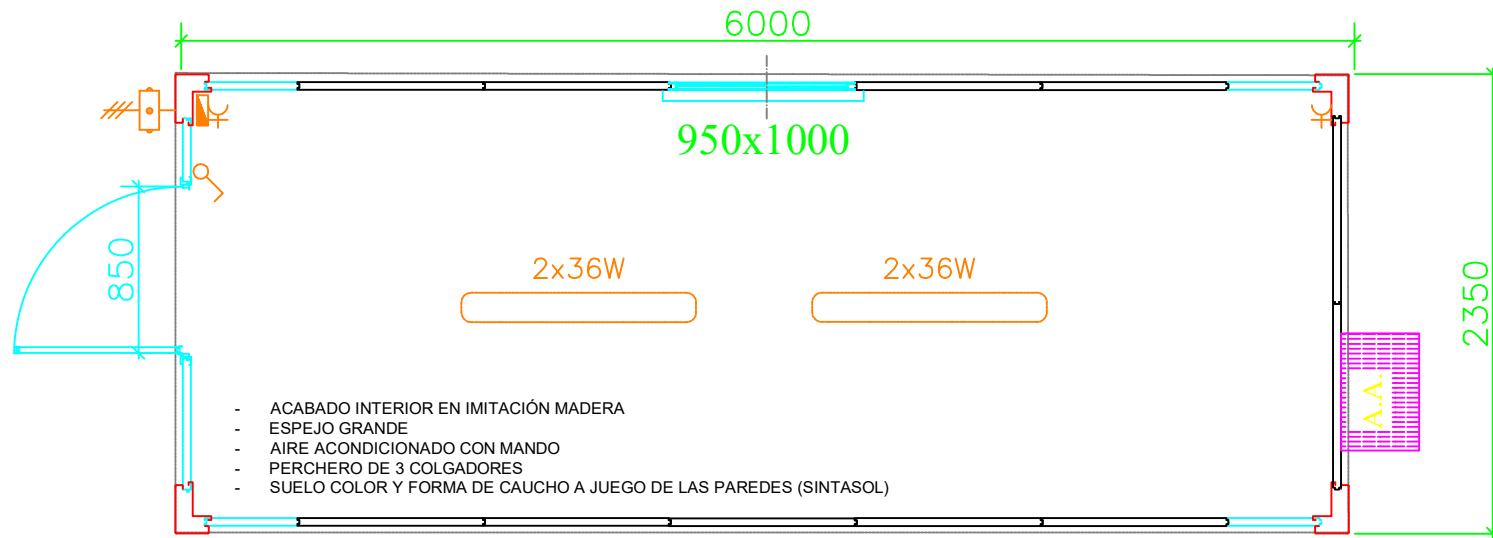 6000
950x1000
850
2x36W 2x36W
2350
A.A.
- ACABADO INTERIOR EN IMITACIÓN MADERA
- ESPEJO GRANDE
- AIRE ACONDICIONADO CON MANDO
- PERCHERO DE 3 COLGADORES
- SUELO COLOR Y FORMA DE CAUCHO A JUEGO DE LAS PAREDES (SINTASOL)